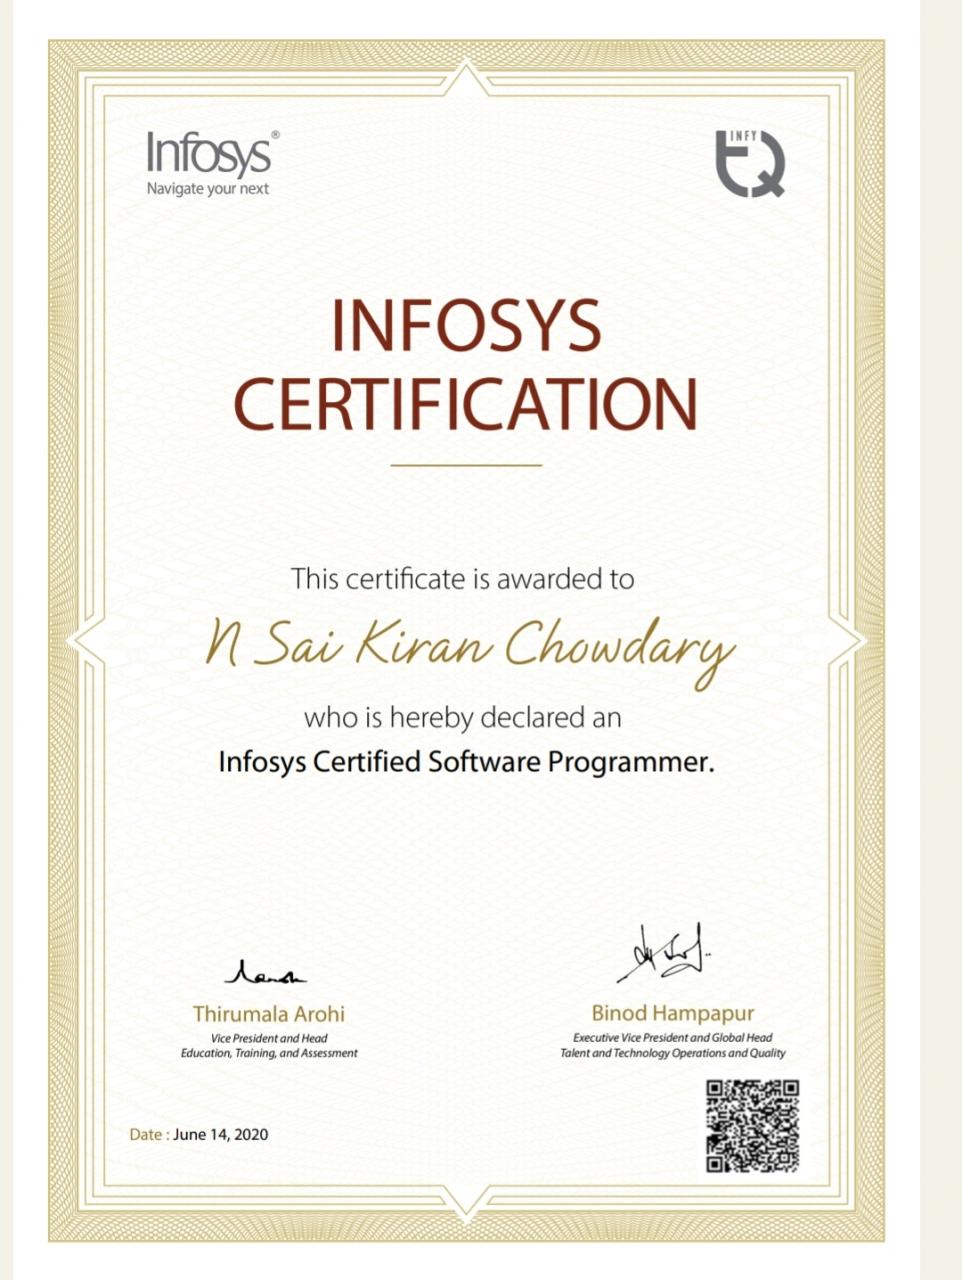 Infosys®
Navigate your next
INFY
TQ
INFOSYS
CERTIFICATION
This certificate is awarded to
N Sai Kiran Chowdary
who is hereby declared an
Infosys Certified Software Programmer.
Thirumala Arohi
Vice President and Head
Education, Training, and Assessment
Binod Hampapur
Executive Vice President and Global Head
Talent and Technology Operations and Quality
Date : June 14, 2020